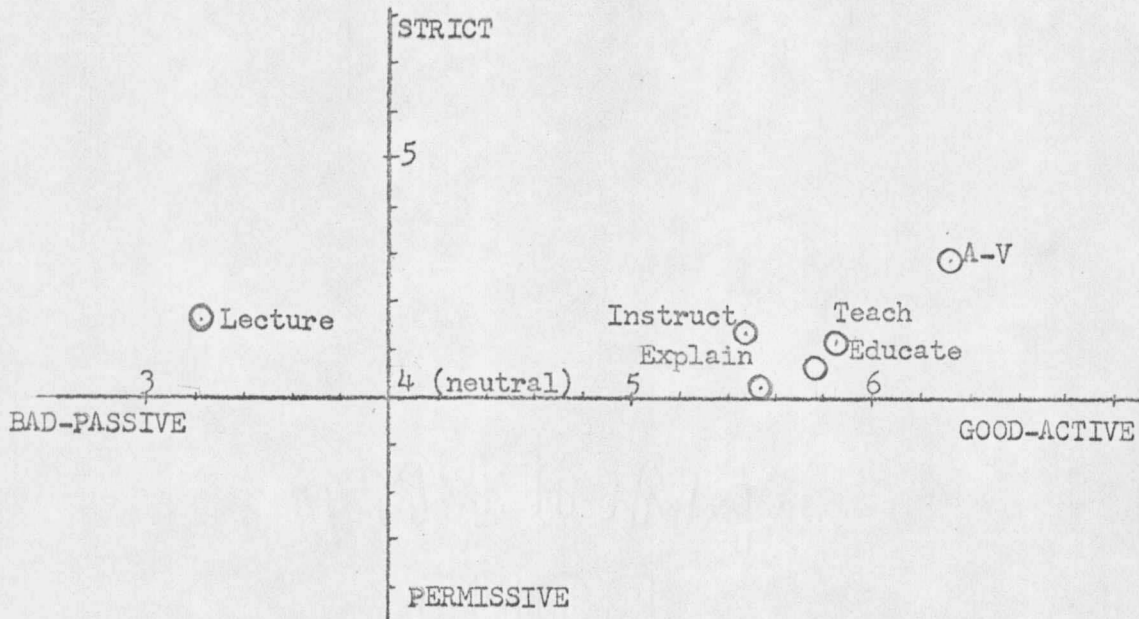 STRICT
5
A-V
Lecture
Instruct
Teach
Explain
Educate
3
4 (neutral)
5
6
BAD-PASSIVE
GOOD-ACTIVE
PERMISSIVE